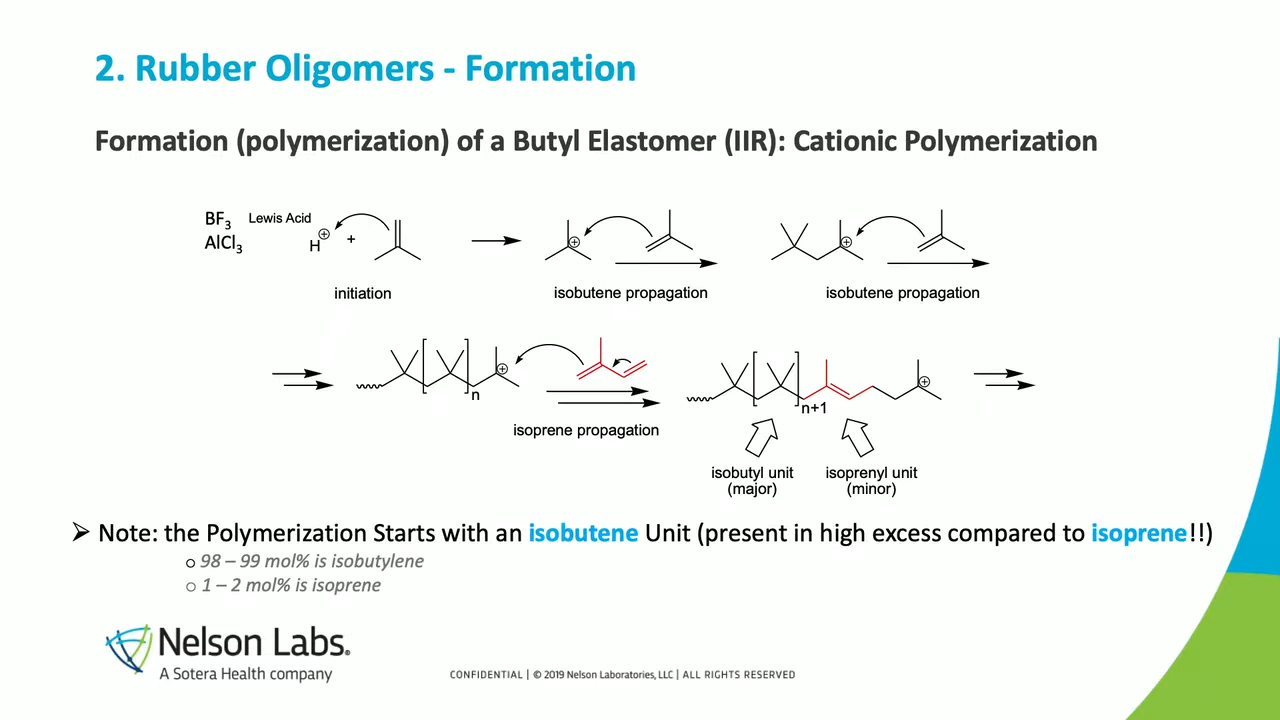 2. Rubber Oligomers - Formation
Formation (polymerization) of a Butyl Elastomer (IIR): Cationic Polymerization
BF3 Lewis Acid
AlCl3 H⊕ +
initiation
⊕
isobutene propagation
⊕
isobutene propagation
n
⊕
isoprene propagation
n+1
⊕
isobutyl unit
(major)
isoprenyl unit
(minor)
➢ Note: the Polymerization Starts with an isobutene Unit (present in high excess compared to isoprene!!)
o 98 – 99 mol% is isobutylene
o 1 – 2 mol% is isoprene
Nelson Labs.
A Sotera Health company
CONFIDENTIAL | © 2019 Nelson Laboratories, LLC | ALL RIGHTS RESERVED